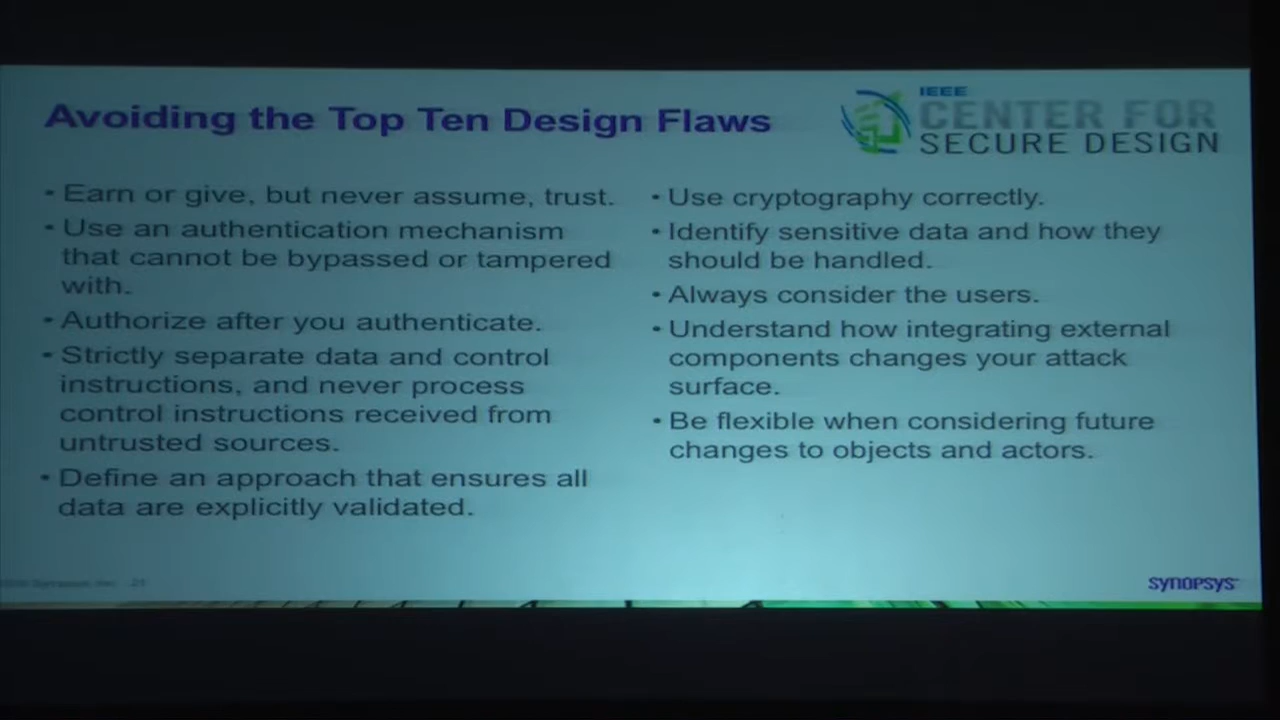 Avoiding the Top Ten Design Flaws
IEEE
CENTER FOR
SECURE DESIGN
• Earn or give, but never assume, trust.
• Use an authentication mechanism
that cannot be bypassed or tampered
with.
• Authorize after you authenticate.
• Strictly separate data and control
instructions, and never process
control instructions received from
untrusted sources.
• Define an approach that ensures all
data are explicitly validated.
• Use cryptography correctly.
• Identify sensitive data and how they
should be handled.
• Always consider the users.
• Understand how integrating external
components changes your attack
surface.
• Be flexible when considering future
changes to objects and actors.
SYNOPSYS